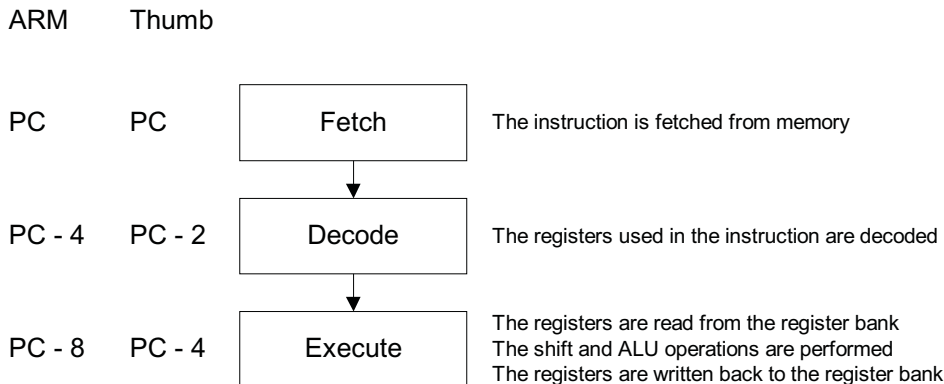 ARM Thumb
PC PC Fetch The instruction is fetched from memory
PC - 4 PC - 2 Decode The registers used in the instruction are decoded
The registers are read from the register bank
PC - 8 PC - 4 Execute The shift and ALU operations are performed
The registers are written back to the register bank